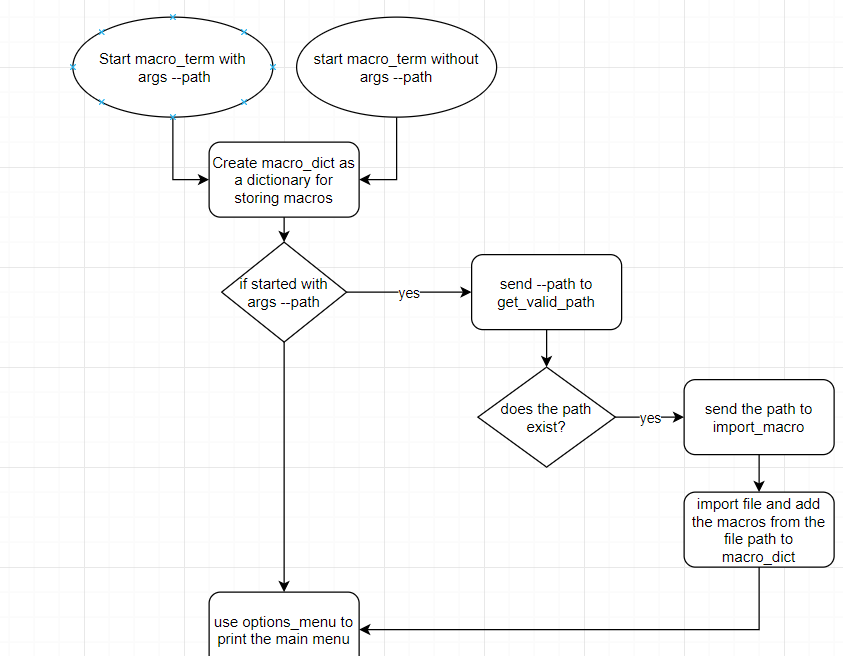 Start macro_term with
args --path
start macro_term without
args --path
Create macro_dict as
a dictionary for
storing macros
if started with
args --path
yes
send --path to
get_valid_path
does the path
exist?
yes
send the path to
import_macro
import file and add
the macros from the
file path to
macro_dict
use options_menu to
print the main menu